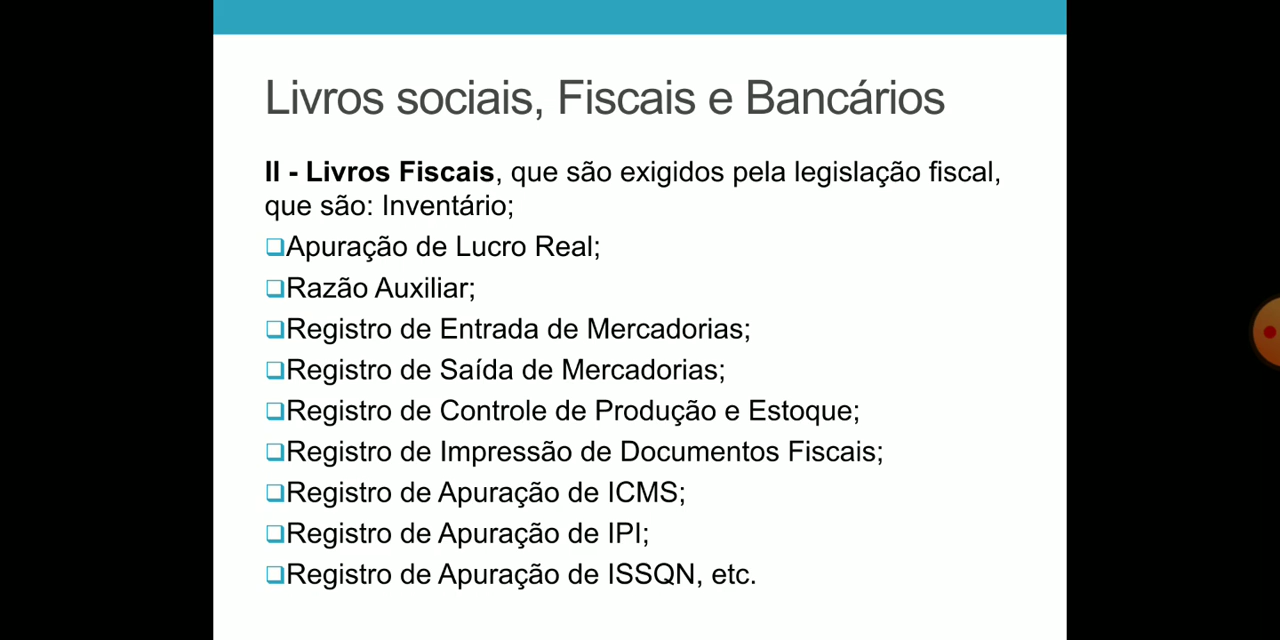 Livros sociais, Fiscais e Bancários
II - Livros Fiscais, que são exigidos pela legislação fiscal,
que são: Inventário;
Apuração de Lucro Real;
Razão Auxiliar;
Registro de Entrada de Mercadorias;
Registro de Saída de Mercadorias;
Registro de Controle de Produção e Estoque;
Registro de Impressão de Documentos Fiscais;
Registro de Apuração de ICMS;
Registro de Apuração de IPI;
Registro de Apuração de ISSQN, etc.